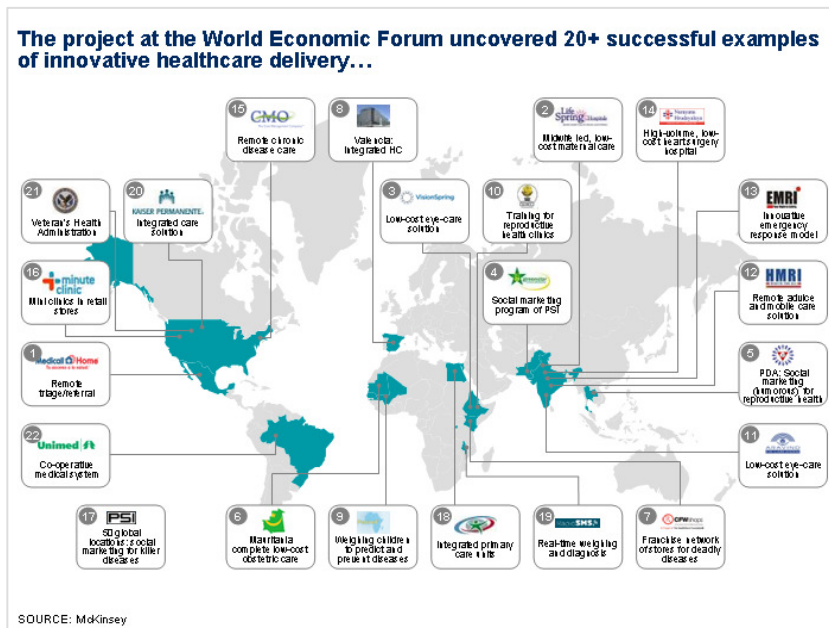 The project at the World Economic Forum uncovered 20+ successful examples
of innovative healthcare delivery...
15
CMO
Remote chronic
disease care
8
Valencia:
Integrated HC
2
Life
Spring Hospitals
Midwife led, low-
cost maternal care
14
Narayana
Hrudayalaya
High-volume, low-
cost heart surgery
hospital
21
Veteran's Health
Administration
20
KAISER PERMANENTE
Integrated care
solution
3
VisionSpring
Low-cost eye-care
solution
10
Training for
reproductive
health clinics
13
EMRI
Innovative
emergency
response model
16
minute
clinic
Mini clinics in retail
stores
4
greenstar
Social marketing
program of PSI
12
HMRI
Remote advice
and mobile care
solution
1
Medical Home
Remote
triage/referral
5
PDA: Social
marketing
(humorous) for
reproductive health
22
Unimed
Co-operative
medical system
11
ARAVIND
Low-cost eye-care
solution
17
PSI
50 global
locations: social
marketing for killer
diseases
6
Mauritania
complete low-cost
obstetric care
9
Weighing children
to predict and
prevent diseases
18
Integrated primary
care units
19
SMS
Real-time weighing
and diagnosis
7
CFWshops
Franchise network
of stores for deadly
diseases
SOURCE: McKinsey